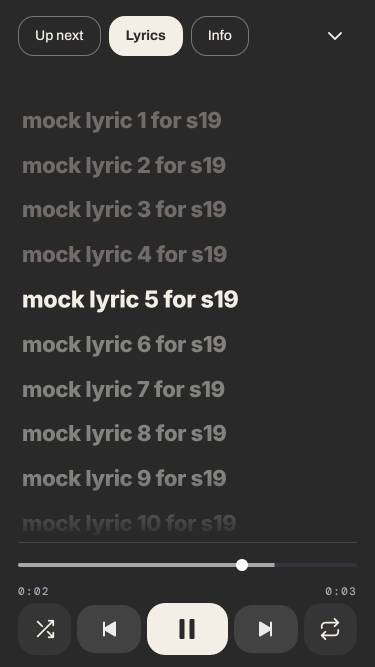 Up next Lyrics Info
mock lyric 1 for s19
mock lyric 2 for s19
mock lyric 3 for s19
mock lyric 4 for s19
mock lyric 5 for s19
mock lyric 6 for s19
mock lyric 7 for s19
mock lyric 8 for s19
mock lyric 9 for s19
mock lyric 10 for s19
0:02 0:03